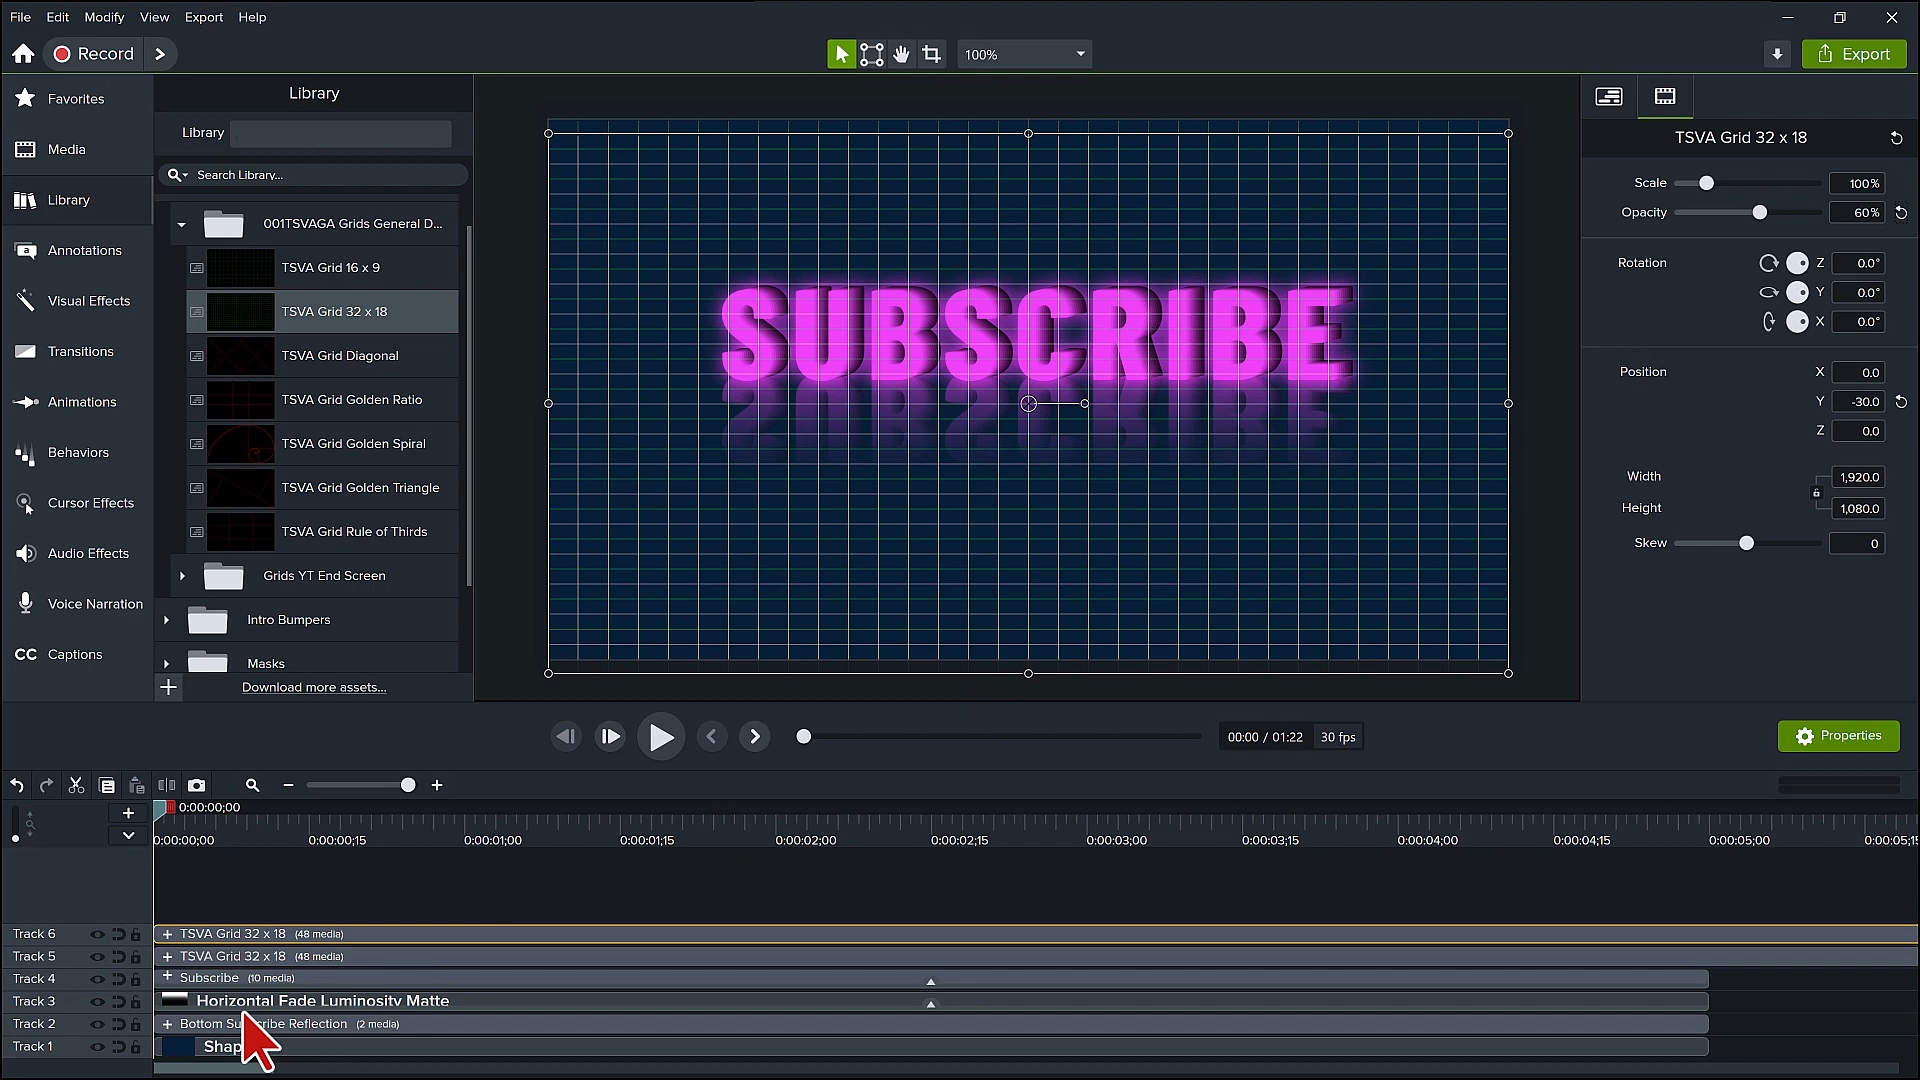 File Edit Modify View Export Help
Record 100% Export
Favorites
Media
Library
Annotations
Visual Effects
Transitions
Animations
Behaviors
Cursor Effects
Audio Effects
Voice Narration
CC Captions
Library
Library
Search Library...
001TSVAGA Grids General D...
TSVA Grid 16 x 9
TSVA Grid 32 x 18
TSVA Grid Diagonal
TSVA Grid Golden Ratio
TSVA Grid Golden Spiral
TSVA Grid Golden Triangle
TSVA Grid Rule of Thirds
Grids YT End Screen
Intro Bumpers
Masks
Download more assets...
SUBSCRIBE
TSVA Grid 32 x 18
Scale 100%
Opacity 60%
Rotation Z 0.0°
Y 0.0°
X 0.0°
Position X 0.0
Y -30.0
Z 0.0
Width 1,920.0
Height 1,080.0
Skew 0
00:00 / 01:22 30 fps
Properties
0:00:00;00
0:00:00;00 0:00:00;15 0:00:01;00 0:00:01;15 0:00:02;00 0:00:02;15 0:00:03;00 0:00:03;15 0:00:04;00 0:00:04;15 0:00:05;00 0:00:05;15
Track 6 + TSVA Grid 32 x 18 (48 media)
Track 5 + TSVA Grid 32 x 18 (48 media)
Track 4 + Subscribe (10 media)
Track 3 Horizontal Fade Luminosity Matte
Track 2 + Bottom Su cribe Reflection (2 media)
Track 1 Shap